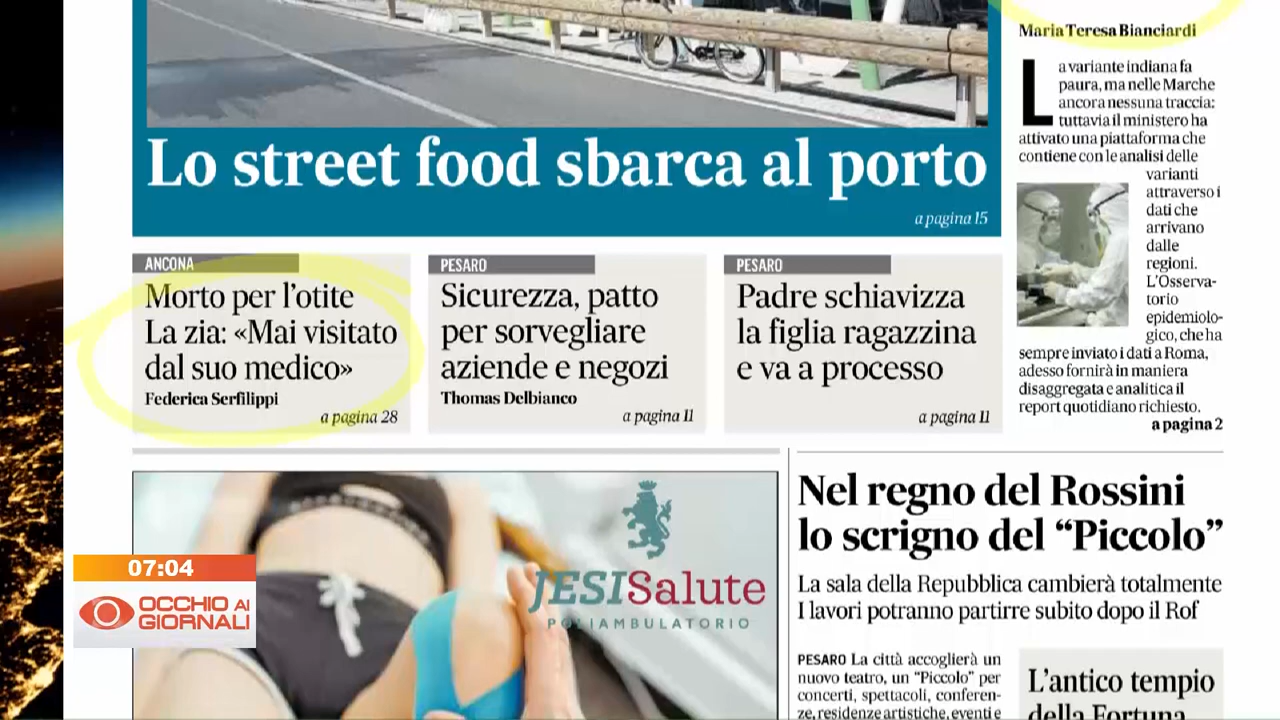 Maria Teresa Bianciardi
La variante indiana fa
paura, ma nelle Marche
ancora nessuna traccia:
tuttavia il ministero ha
attivato una piattaforma che
contiene con le analisi delle
varianti
attraverso i
dati che
arrivano
dalle
regioni.
L'Osserva-
torio
epidemiolo-
gico, che ha
sempre inviato i dati a Roma,
adesso fornirà in maniera
disaggregata e analitica il
report quotidiano richiesto.
a pagina 2
Lo street food sbarca al porto
a pagina 15
ANCONA
Morto per l'otite
La zia: «Mai visitato
dal suo medico»
Federica Serfilippi
a pagina 28
PESARO
Sicurezza, patto
per sorvegliare
aziende e negozi
Thomas Delbianco
a pagina 11
PESARO
Padre schiavizza
la figlia ragazzina
e va a processo
a pagina 11
JESISalute
POLIAMBULATORIO
07:04
OCCHIO AI
GIORNALI
Nel regno del Rossini
lo scrigno del “Piccolo”
La sala della Repubblica cambierà totalmente
I lavori potranno partirre subito dopo il Rof
PESARO La città accoglierà un
nuovo teatro, un “Piccolo” per
concerti, spettacoli, conferen-
ze, residenze artistiche, eventi e
L'antico tempio
della Fortuna